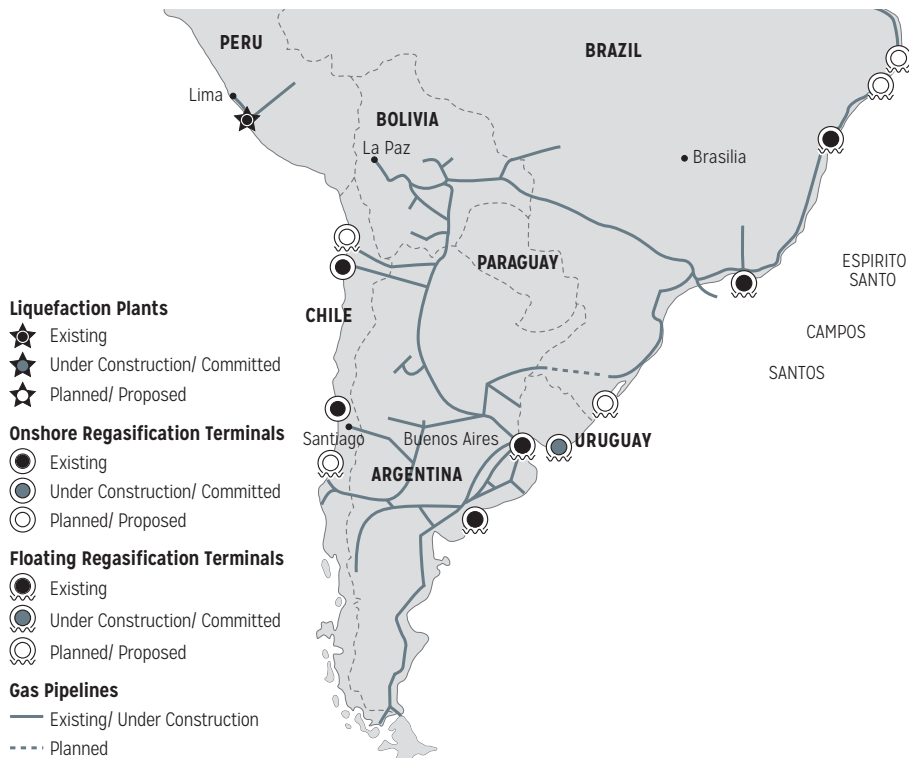 PERU
BRAZIL
Lima
BOLIVIA
La Paz
Brasilia
PARAGUAY
ESPIRITO
SANTO
CHILE
CAMPOS
SANTOS
Santiago
Buenos Aires
URUGUAY
ARGENTINA
Liquefaction Plants
Existing
Under Construction/ Committed
Planned/ Proposed
Onshore Regasification Terminals
Existing
Under Construction/ Committed
Planned/ Proposed
Floating Regasification Terminals
Existing
Under Construction/ Committed
Planned/ Proposed
Gas Pipelines
Existing/ Under Construction
Planned